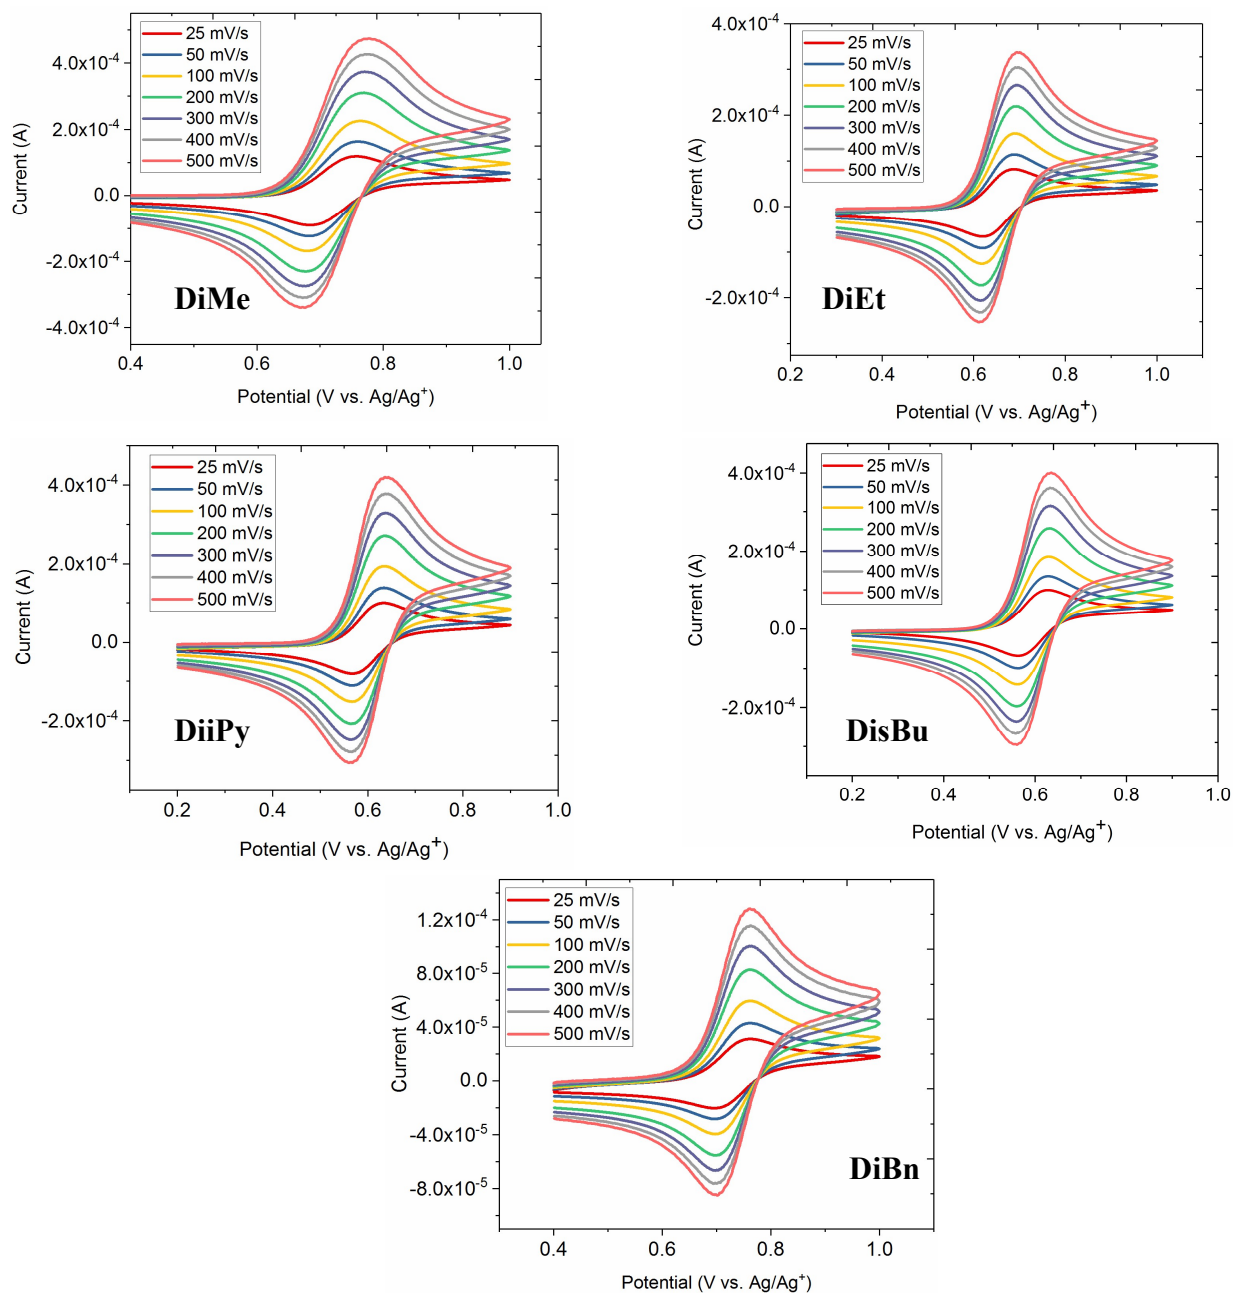 25 mV/s
50 mV/s
100 mV/s
200 mV/s
300 mV/s
400 mV/s
500 mV/s
4.0x10⁻⁴
2.0x10⁻⁴
0.0
-2.0x10⁻⁴
-4.0x10⁻⁴
Current (A)
DiMe
0.4 0.6 0.8 1.0
Potential (V vs. Ag/Ag⁺)
25 mV/s
50 mV/s
100 mV/s
200 mV/s
300 mV/s
400 mV/s
500 mV/s
4.0x10⁻⁴
2.0x10⁻⁴
0.0
-2.0x10⁻⁴
Current (A)
DiEt
0.2 0.4 0.6 0.8 1.0
Potential (V vs. Ag/Ag⁺)
25 mV/s
50 mV/s
100 mV/s
200 mV/s
300 mV/s
400 mV/s
500 mV/s
4.0x10⁻⁴
2.0x10⁻⁴
0.0
-2.0x10⁻⁴
Current (A)
DiiPy
0.2 0.4 0.6 0.8 1.0
Potential (V vs. Ag/Ag⁺)
25 mV/s
50 mV/s
100 mV/s
200 mV/s
300 mV/s
400 mV/s
500 mV/s
4.0x10⁻⁴
2.0x10⁻⁴
0.0
-2.0x10⁻⁴
Current (A)
DisBu
0.2 0.4 0.6 0.8 1.0
Potential (V vs. Ag/Ag⁺)
25 mV/s
50 mV/s
100 mV/s
200 mV/s
300 mV/s
400 mV/s
500 mV/s
1.2x10⁻⁴
8.0x10⁻⁵
4.0x10⁻⁵
0.0
-4.0x10⁻⁵
-8.0x10⁻⁵
Current (A)
DiBn
0.4 0.6 0.8 1.0
Potential (V vs. Ag/Ag⁺)